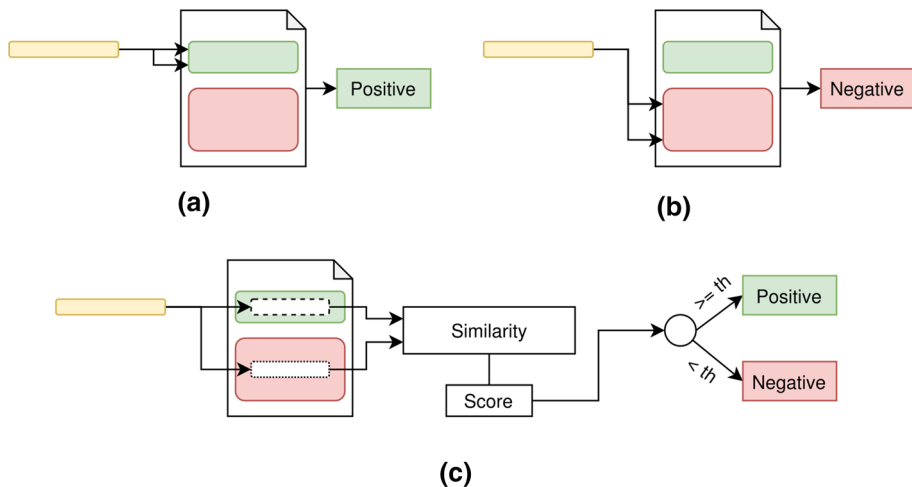 Positive
Negative
(a)
(b)
>= th
Positive
Similarity
< th
Negative
Score
(c)